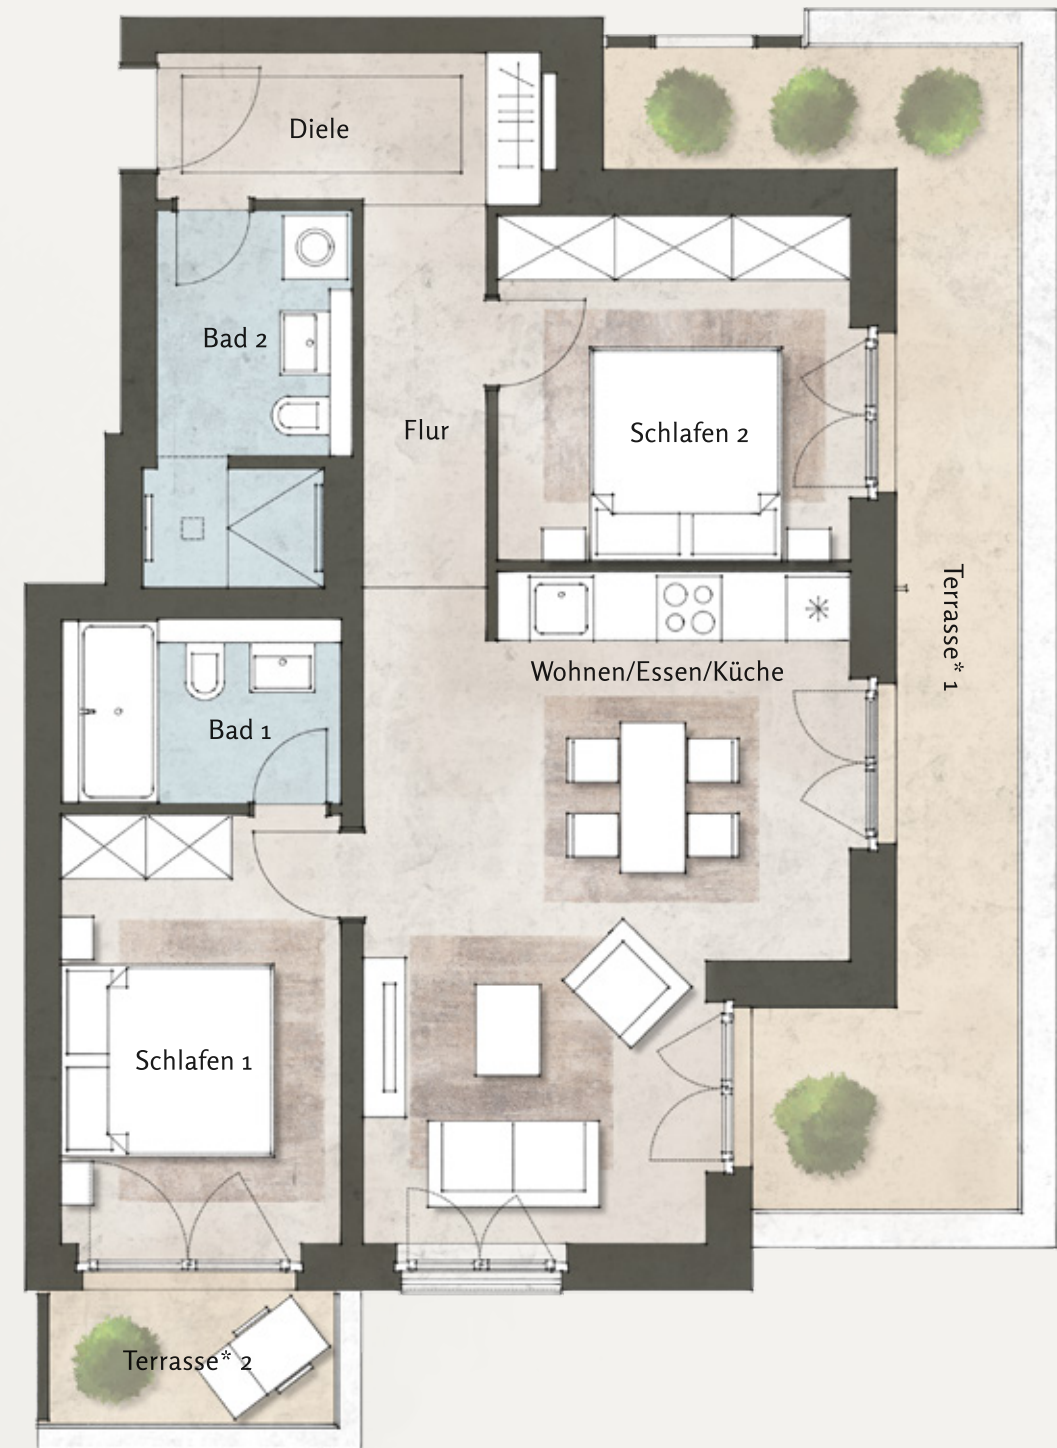 Diele
Bad 2
Flur
Schlafen 2
Terrasse* 1
Wohnen/Essen/Küche
Bad 1
Schlafen 1
Terrasse* 2